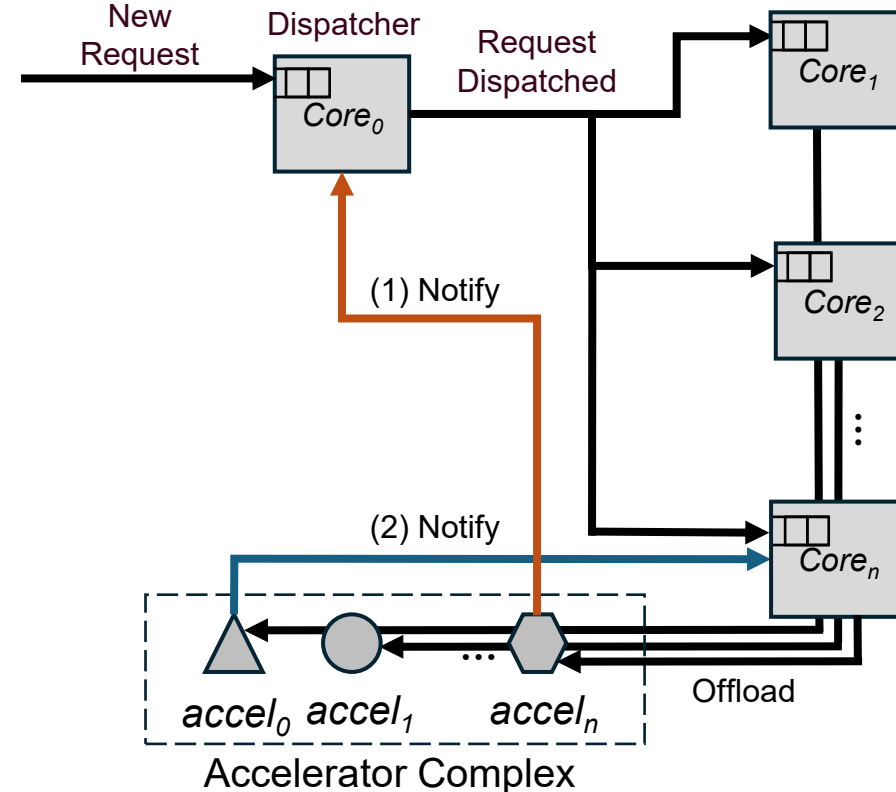 New
Request
Dispatcher
Request
Dispatched
Core₀
Core₁
Core₂
(1) Notify
...
(2) Notify
Coreₙ
...
accel₀ accel₁ accelₙ
Offload
Accelerator Complex